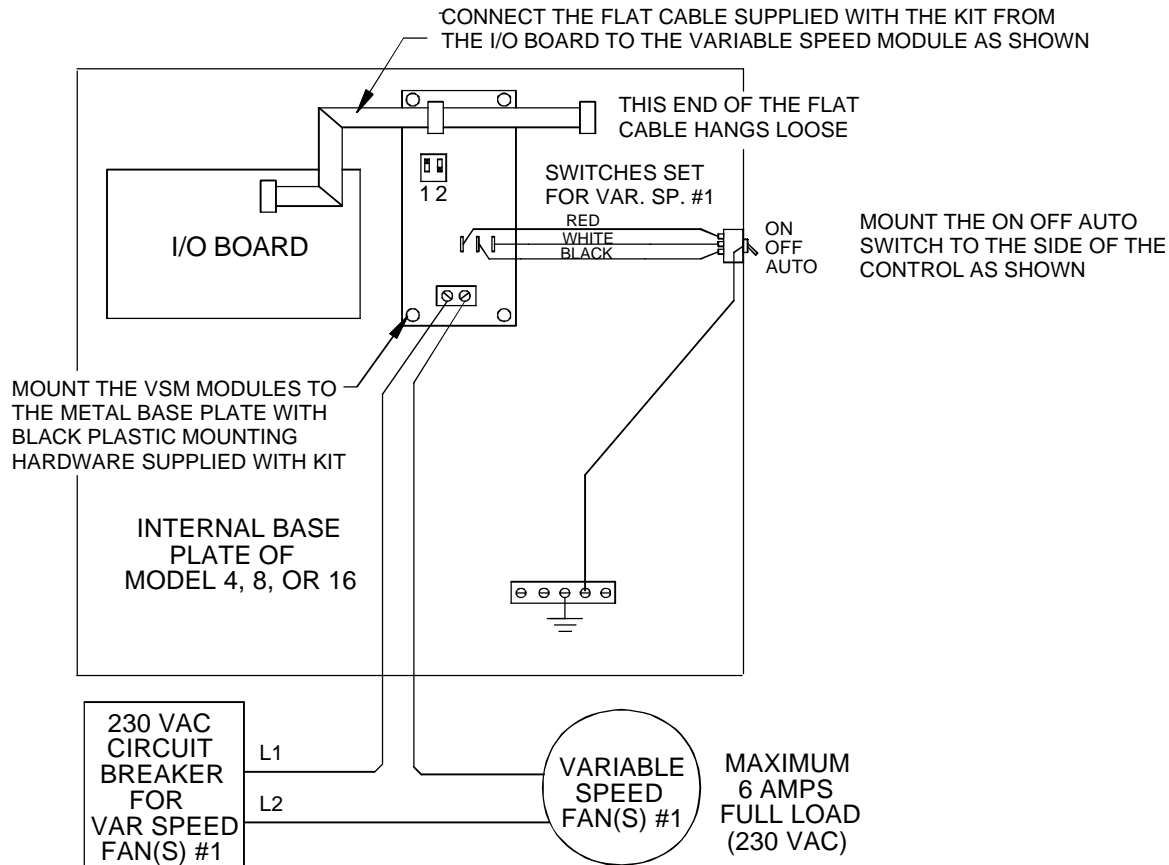 CONNECT THE FLAT CABLE SUPPLIED WITH THE KIT FROM
THE I/O BOARD TO THE VARIABLE SPEED MODULE AS SHOWN
THIS END OF THE FLAT
CABLE HANGS LOOSE
1 2
SWITCHES SET
FOR VAR. SP. #1
I/O BOARD
RED
WHITE
BLACK
ON
OFF
AUTO
MOUNT THE ON OFF AUTO
SWITCH TO THE SIDE OF THE
CONTROL AS SHOWN
MOUNT THE VSM MODULES TO
THE METAL BASE PLATE WITH
BLACK PLASTIC MOUNTING
HARDWARE SUPPLIED WITH KIT
INTERNAL BASE
PLATE OF
MODEL 4, 8, OR 16
230 VAC
CIRCUIT
BREAKER
FOR
VAR SPEED
FAN(S) #1
L1
L2
VARIABLE
SPEED
FAN(S) #1
MAXIMUM
6 AMPS
FULL LOAD
(230 VAC)